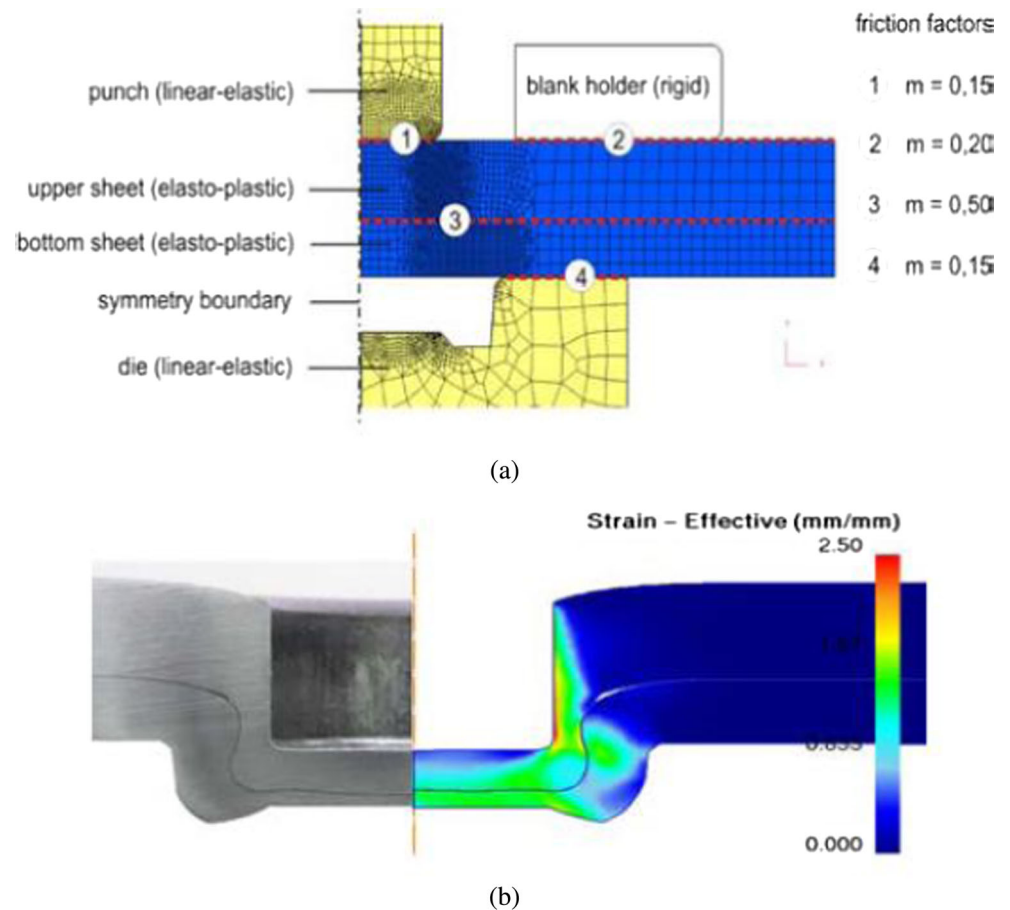 friction factors
punch (linear-elastic)
blank holder (rigid)
1 m = 0,15
1
2
2 m = 0,20
upper sheet (elasto-plastic)
3
3 m = 0,50
bottom sheet (elasto-plastic)
4
4 m = 0,15
symmetry boundary
die (linear-elastic)
(a)
Strain – Effective (mm/mm)
2.50
0.000
(b)